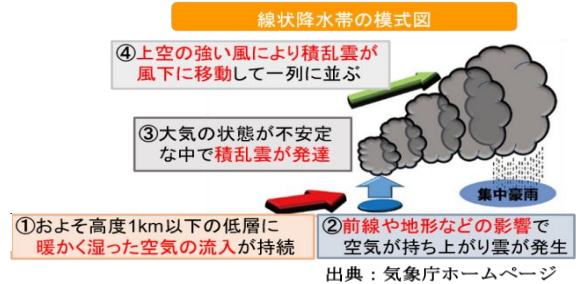 線状降水帯の模式図
④上空の強い風により積乱雲が
風下に移動して一列に並ぶ
③大気の状態が不安定
な中で積乱雲が発達
集中豪雨
①およそ高度1km以下の低層に
暖かく湿った空気の流入が持続
②前線や地形などの影響で
空気が持ち上がり雲が発生
出典：気象庁ホームページ